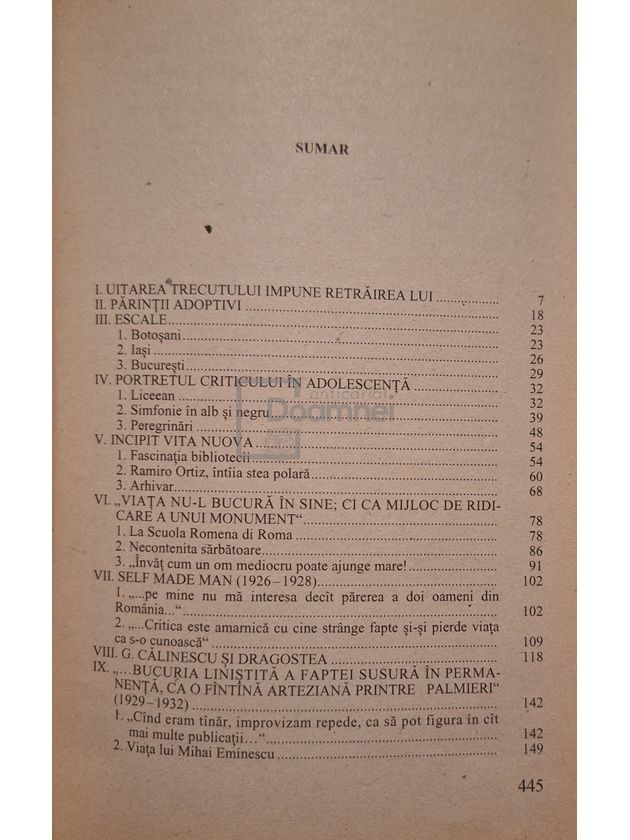 SUMAR
I. UITAREA TRECUTULUI IMPUNE RETRĂIREA LUI .................. 7
II. PĂRINȚII ADOPTIVI .................. 18
III. ESCALE .................. 23
1. Botoșani .................. 23
2. Iași .................. 26
3. București .................. 29
IV. PORTRETUL CRITICULUI ÎN ADOLESCENȚĂ .................. 32
1. Liceean .................. 32
2. Simfonie în alb și negru .................. 39
3. Peregrinări .................. 48
V. INCIPIT VITA NUOVA .................. 54
1. Fascinația bibliotecii .................. 54
2. Ramiro Ortiz, întîia stea polară .................. 60
3. Arhivar .................. 68
VI. „VIAȚA NU-L BUCURĂ ÎN SINE; CI CA MIJLOC DE RIDI-
CARE A UNUI MONUMENT“ .................. 78
1. La Scuola Romena di Roma .................. 78
2. Necontenita sărbătoare .................. 86
3. „Învăț cum un om mediocru poate ajunge mare! .................. 91
VII. SELF MADE MAN (1926–1928) .................. 102
1. „...pe mine nu mă interesa decît părerea a doi oameni din
România...“ .................. 102
2. „...Critica este amarnică cu cine strânge fapte și-și pierde viața
ca s-o cunoască“ .................. 109
VIII. G. CĂLINESCU ȘI DRAGOSTEA .................. 118
IX. „...BUCURIA LINIȘTITĂ A FAPTEI SUSURĂ ÎN PERMA-
NENȚĂ, CA O FÎNTÎNĂ ARTEZIANĂ PRINTRE PALMIERI“
(1929–1932) .................. 142
1. „Cînd eram tînăr, improvizam repede, ca să pot figura în cît
mai multe publicații...“ .................. 142
2. Viața lui Mihai Eminescu .................. 149
445
anticariat
Doamnei